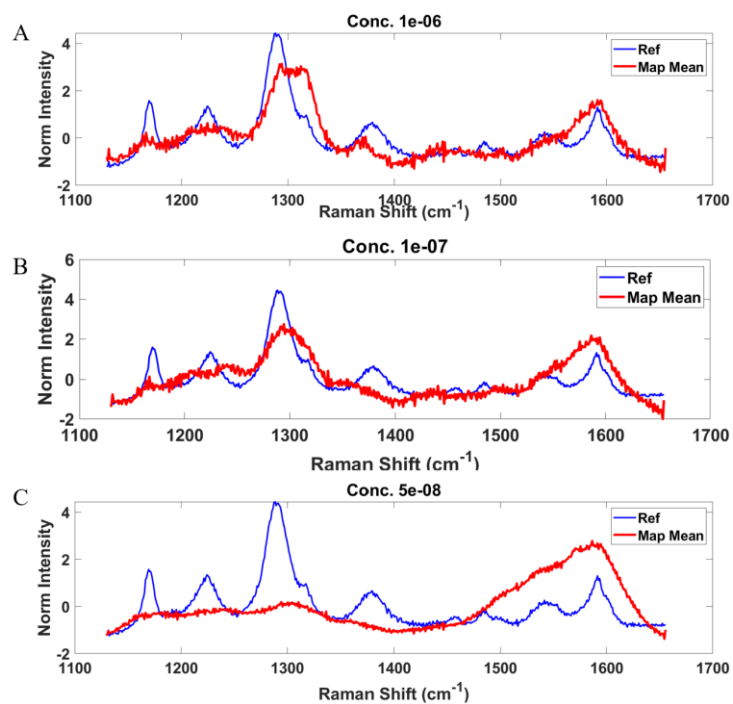 A
Conc. 1e-06
Norm Intensity
4
2
0
-2
Ref
Map Mean
1100 1200 1300 1400 1500 1600 1700
Raman Shift (cm-1)
B
Conc. 1e-07
Norm Intensity
6
4
2
0
-2
Ref
Map Mean
1100 1200 1300 1400 1500 1600 1700
Raman Shift (cm-1)
C
Conc. 5e-08
Norm Intensity
4
2
0
-2
Ref
Map Mean
1100 1200 1300 1400 1500 1600 1700
Raman Shift (cm-1)